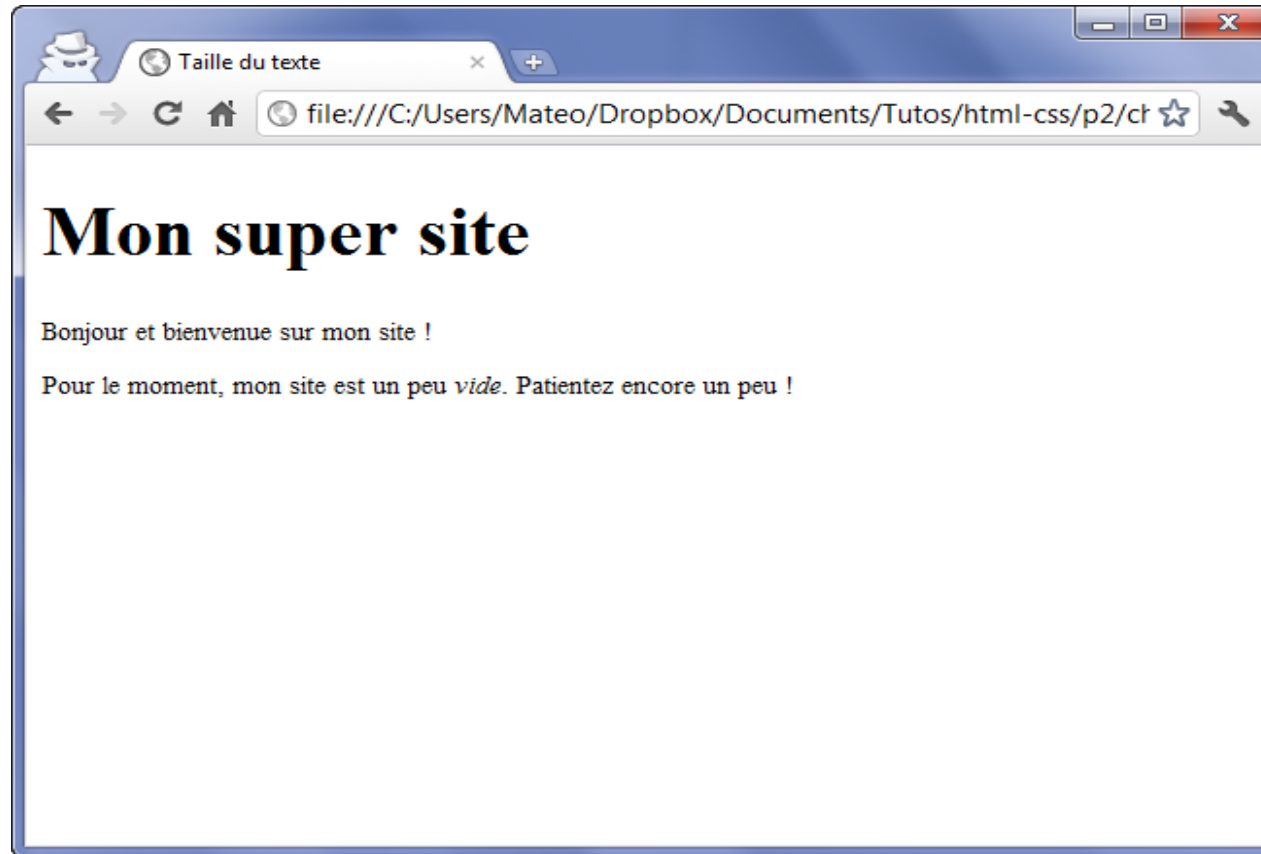 Taille du texte
file:///C:/Users/Mateo/Dropbox/Documents/Tutos/html-css/p2/ch
Mon super site
Bonjour et bienvenue sur mon site !
Pour le moment, mon site est un peu vide. Patientez encore un peu !